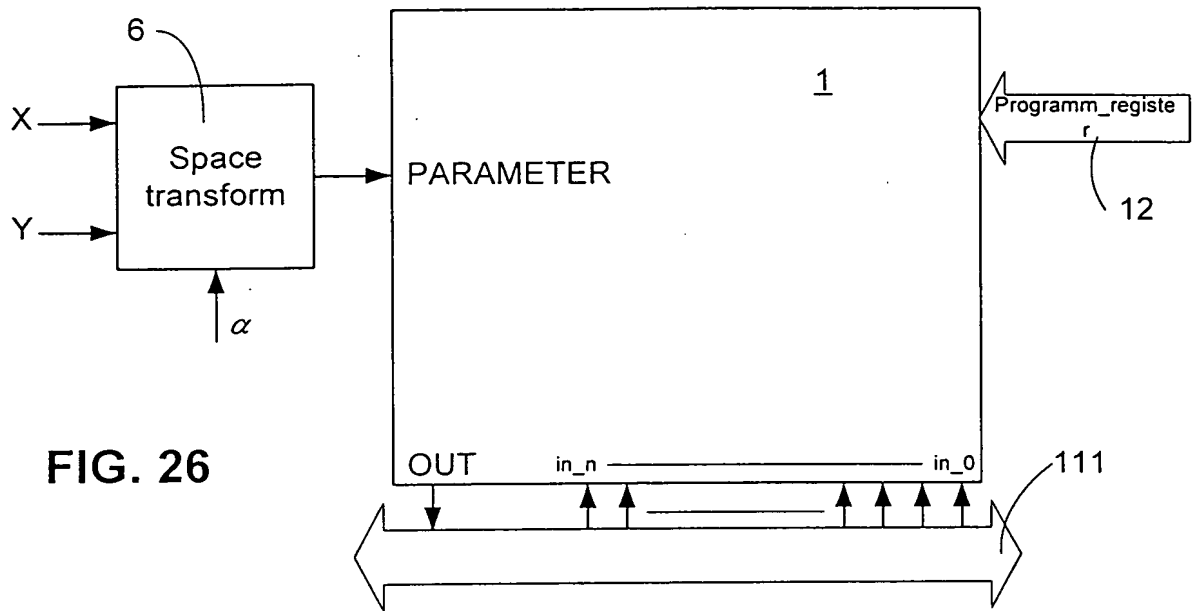 6
1
X
Y
Space
transform
PARAMETER
Programm_registe
r
12
α
FIG. 26
OUT
in_n
in_0
111